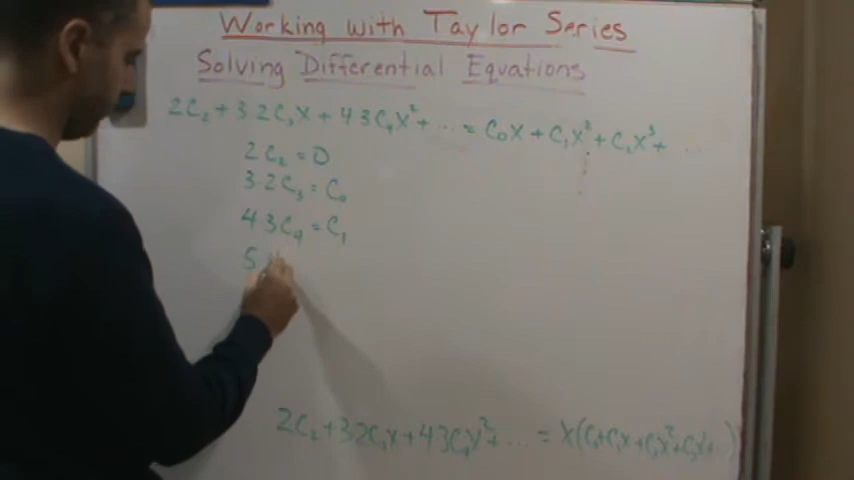 Working with Taylor Series
Solving Differential Equations
2C₂ + 3 2C₃X + 4 3C₄X² + ... = C₀X + C₁X² + C₂X³ + ...
2C₂ = 0
3 2C₃ = C₀
4 3C₄ = C₁
5
2C₂ + 3 2C₃X + 4 3C₄X² + ... = X(C₀ + C₁X + C₂X² + C₃X³ + ...)